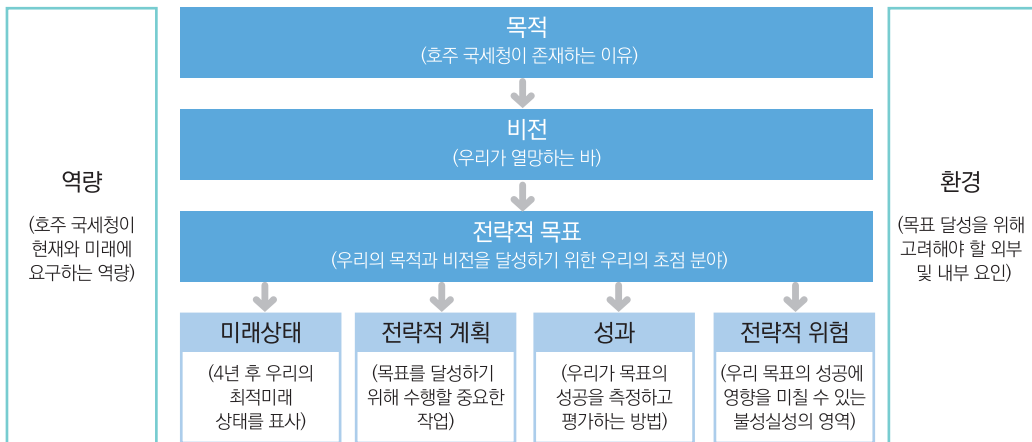 목적
(호주 국세청이 존재하는 이유)
비전
(우리가 열망하는 바)
역량
(호주 국세청이
현재와 미래에
요구하는 역량)
전략적 목표
(우리의 목적과 비전을 달성하기 위한 우리의 초점 분야)
환경
(목표 달성을 위해
고려해야 할 외부
및 내부 요인)
미래상태
(4년 후 우리의
최적미래
상태를 표사)
전략적 계획
(목표를 달성하기
위해 수행할 중요한
작업)
성과
(우리가 목표의
성공을 측정하고
평가하는 방법)
전략적 위험
(우리 목표의 성공에
영향을 미칠 수 있는
불성실성의 영역)